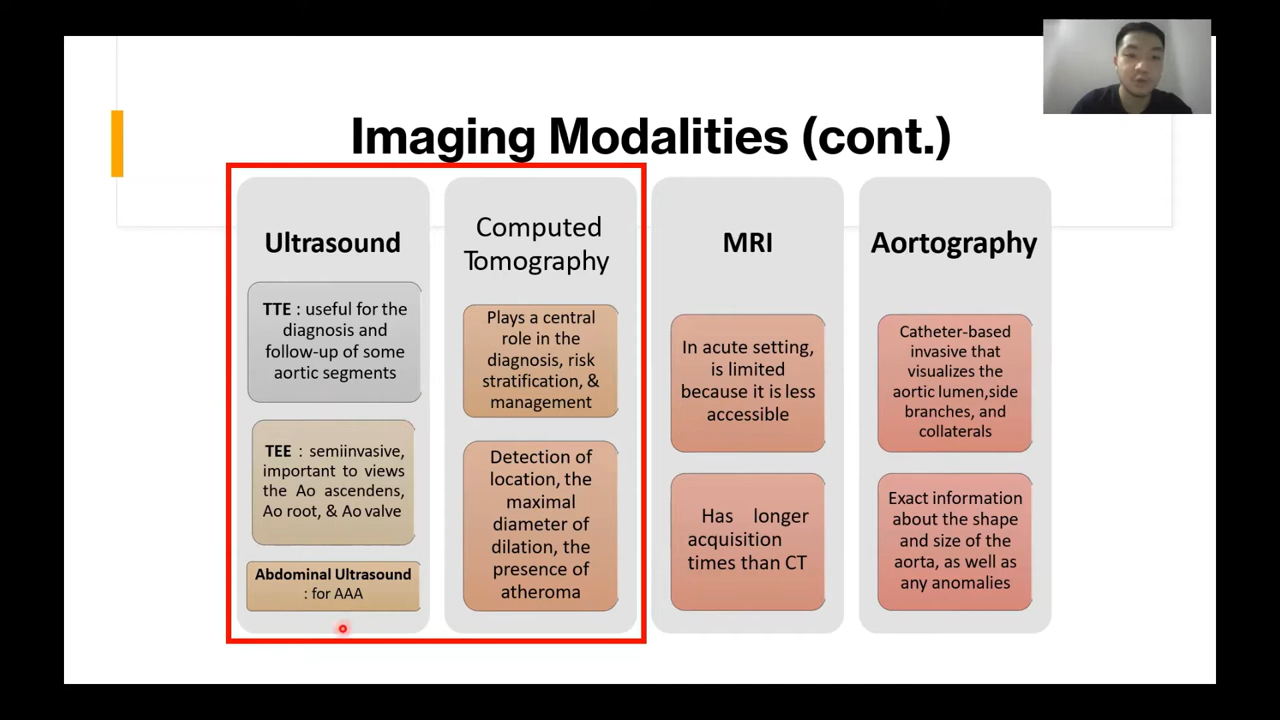 Imaging Modalities (cont.)
Ultrasound
TTE : useful for the
diagnosis and
follow-up of some
aortic segments
TEE : semiinvasive,
important to views
the Ao ascendens,
Ao root, & Ao valve
Abdominal Ultrasound
: for AAA
Computed
Tomography
Plays a central
role in the
diagnosis, risk
stratification, &
management
Detection of
location, the
maximal
diameter of
dilation, the
presence of
atheroma
MRI
In acute setting,
is limited
because it is less
accessible
Has longer
acquisition
times than CT
Aortography
Catheter-based
invasive that
visualizes the
aortic lumen,side
branches, and
collaterals
Exact information
about the shape
and size of the
aorta, as well as
any anomalies